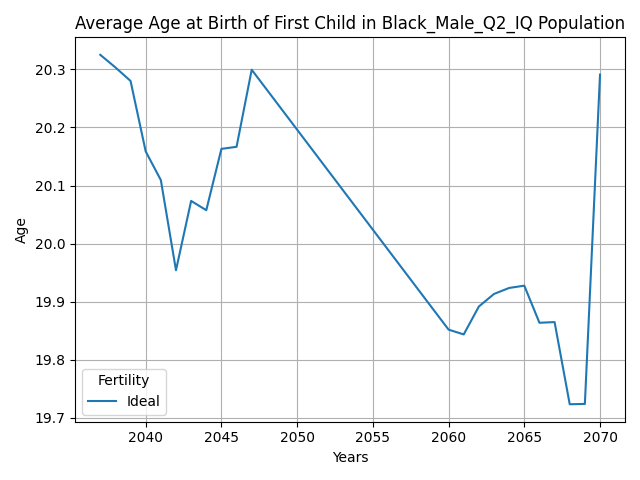 Average Age at Birth of First Child in Black_Male_Q2_IQ Population
20.3
20.2
20.1
20.0
19.9
19.8
19.7
Age
Fertility
Ideal
2040 2045 2050 2055 2060 2065 2070
Years